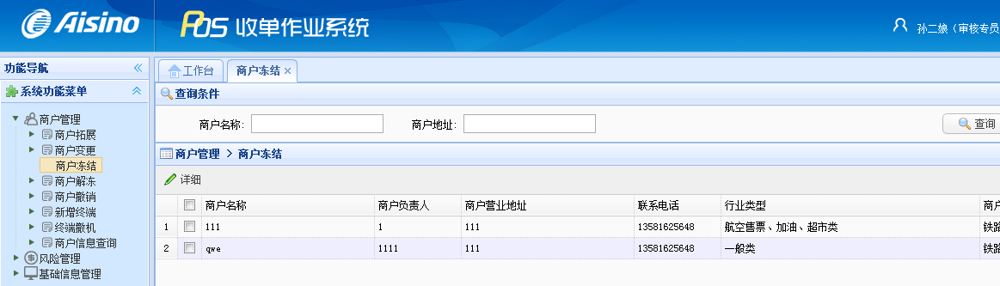 Aisino
POS 收单作业系统
孙二娘（审核专员
功能导航
系统功能菜单
商户管理
商户拓展
商户变更
商户冻结
商户解冻
商户撤销
新增终端
终端撤机
商户信息查询
风险管理
基础信息管理
工作台 商户冻结
查询条件
商户名称: 商户地址: 查询
商户管理 > 商户冻结
详细
商户名称 商户负责人 商户营业地址 联系电话 行业类型 商户
1 111 1 111 13581625648 航空售票、加油、超市类 铁路
2 qwe 1111 111 13581625648 一般类 铁路